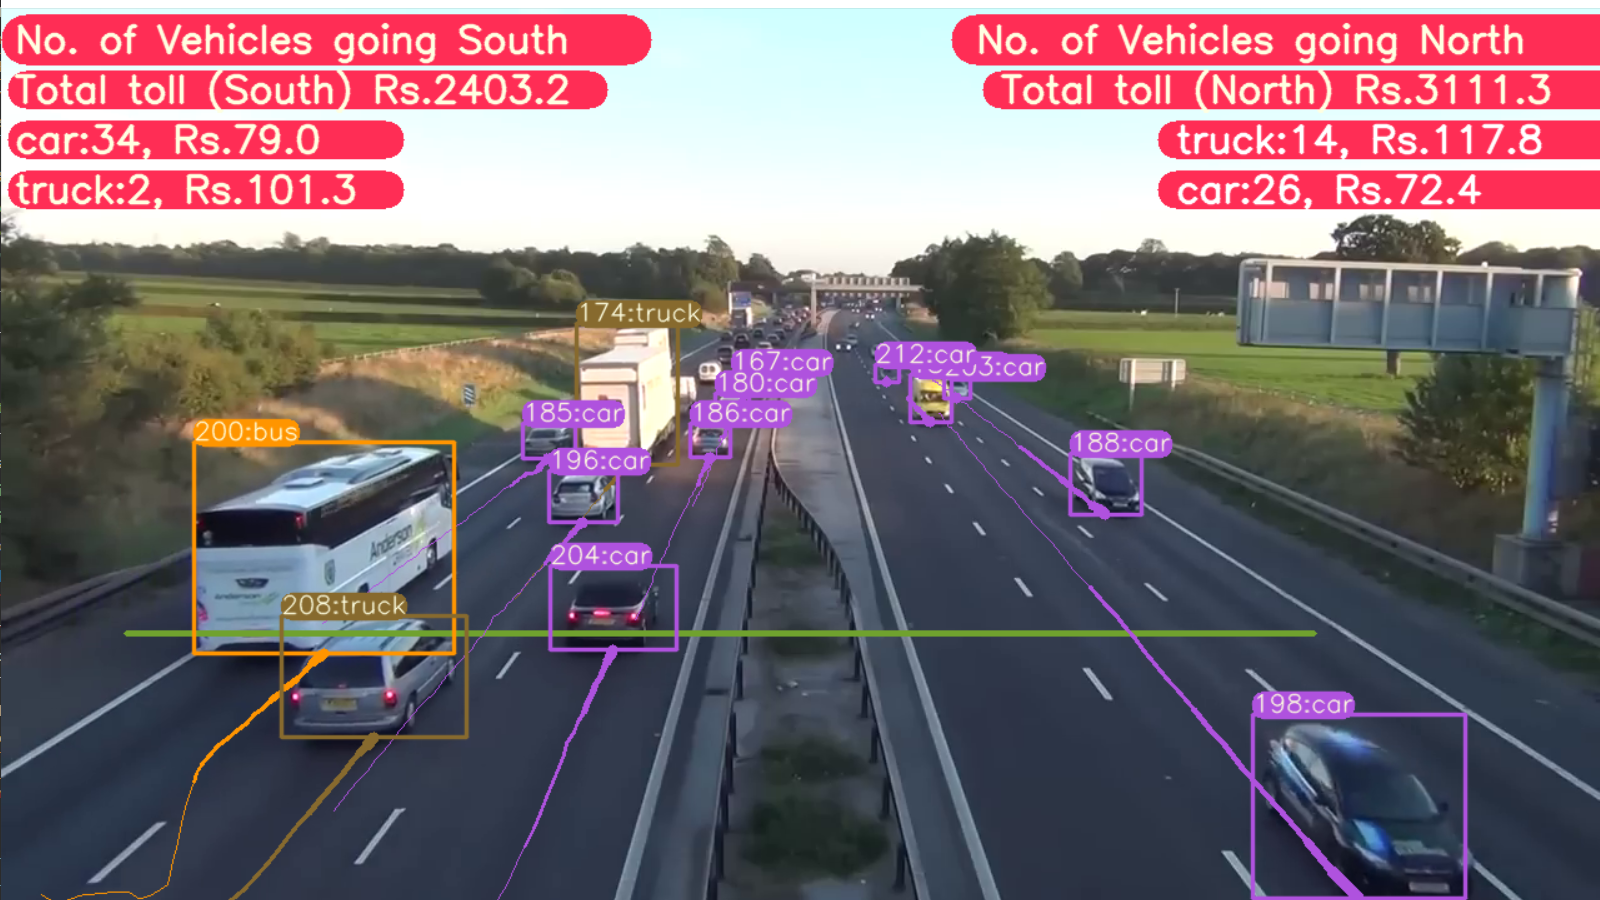 No. of Vehicles going South
Total toll (South) Rs.2403.2
car:34, Rs.79.0
truck:2, Rs.101.3
No. of Vehicles going North
Total toll (North) Rs.3111.3
truck:14, Rs.117.8
car:26, Rs.72.4
174:truck
167:car
180:car
212:car
203:car
185:car
186:car
200:bus
188:car
196:car
Anderson
204:car
Anderson
208:truck
198:car